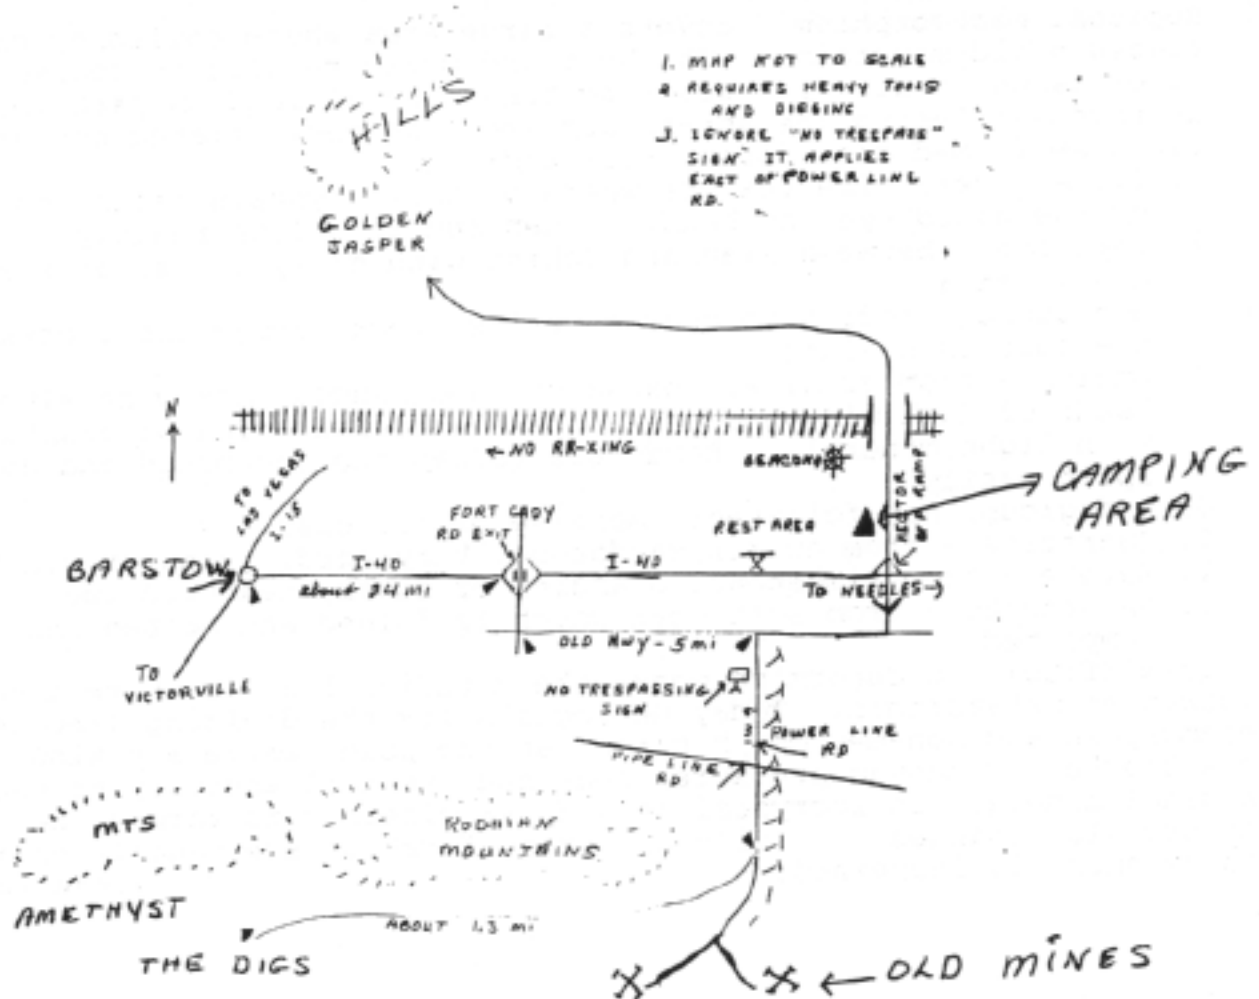 1. MAP NOT TO SCALE
2. REQUIRES HEAVY TOOLS
AND DIGGING
3. IGNORE "NO TRESPASS"
SIGN. IT APPLIES
EAST OF POWER LINE
RD.
HILLS
GOLDEN
JASPER
N
← NO RR-XING
BEACON
CAMPING
AREA
TO
LAS VEGAS
I-15
FORT CADY
RD EXIT
REST AREA
HECTOR
RAMP
BARSTOW
I-40
about 34 mi
I-40
TO NEEDLES →
OLD HWY - 5 mi
TO
VICTORVILLE
NO TRESPASSING
SIGN
POWER LINE
RD
PIPE LINE
RD
MTS
RODMAN
MOUNTAINS
AMETHYST
ABOUT 1.3 mi
THE DIGS
← OLD MINES